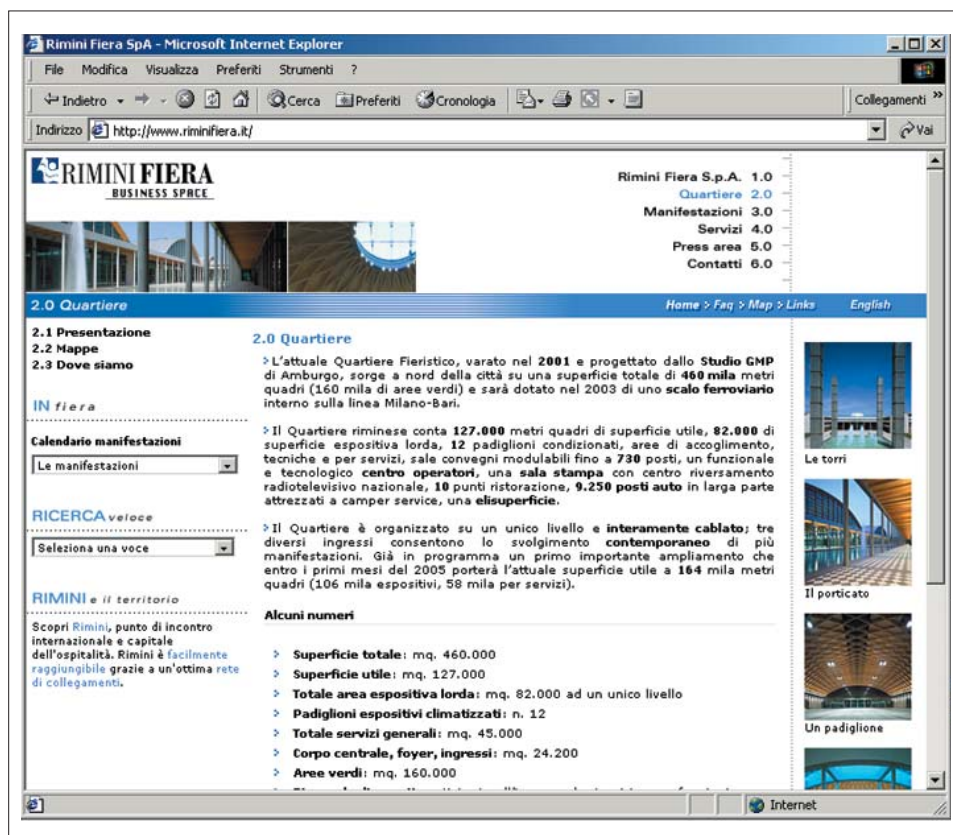 Rimini Fiera SpA - Microsoft Internet Explorer
File Modifica Visualizza Preferiti Strumenti ?
Indietro Cerca Preferiti Cronologia Collegamenti »
Indirizzo http://www.riminifiera.it/ Vai
RIMINI FIERA
BUSINESS SPACE
Rimini Fiera S.p.A. 1.0
Quartiere 2.0
Manifestazioni 3.0
Servizi 4.0
Press area 5.0
Contatti 6.0
2.0 Quartiere
Home > Faq > Map > Links English
2.1 Presentazione
2.2 Mappe
2.3 Dove siamo
IN fiera
Calendario manifestazioni
Le manifestazioni
RICERCA veloce
Seleziona una voce
RIMINI e il territorio
Scopri Rimini, punto di incontro
internazionale e capitale
dell'ospitalità. Rimini è facilmente
raggiungibile grazie a un'ottima rete
di collegamenti.
2.0 Quartiere
L'attuale Quartiere Fieristico, varato nel 2001 e progettato dallo Studio GMP
di Amburgo, sorge a nord della città su una superficie totale di 460 mila metri
quadri (160 mila di aree verdi) e sarà dotato nel 2003 di uno scalo ferroviario
interno sulla linea Milano-Bari.
Il Quartiere riminese conta 127.000 metri quadri di superficie utile, 82.000 di
superficie espositiva lorda, 12 padiglioni condizionati, aree di accoglimento,
tecniche e per servizi, sale convegni modulabili fino a 730 posti, un funzionale
e tecnologico centro operatori, una sala stampa con centro riversamento
radiotelevisivo nazionale, 10 punti ristorazione, 9.250 posti auto in larga parte
attrezzati a camper service, una elisuperficie.
Il Quartiere è organizzato su un unico livello e interamente cablato; tre
diversi ingressi consentono lo svolgimento contemporaneo di più
manifestazioni. Già in programma un primo importante ampliamento che
entro i primi mesi del 2005 porterà l'attuale superficie utile a 164 mila metri
quadri (106 mila espositivi, 58 mila per servizi).
Alcuni numeri
Superficie totale: mq. 460.000
Superficie utile: mq. 127.000
Totale area espositiva lorda: mq. 82.000 ad un unico livello
Padiglioni espositivi climatizzati: n. 12
Totale servizi generali: mq. 45.000
Corpo centrale, foyer, ingressi: mq. 24.200
Aree verdi: mq. 160.000
Le torri
Il porticato
Un padiglione
Internet